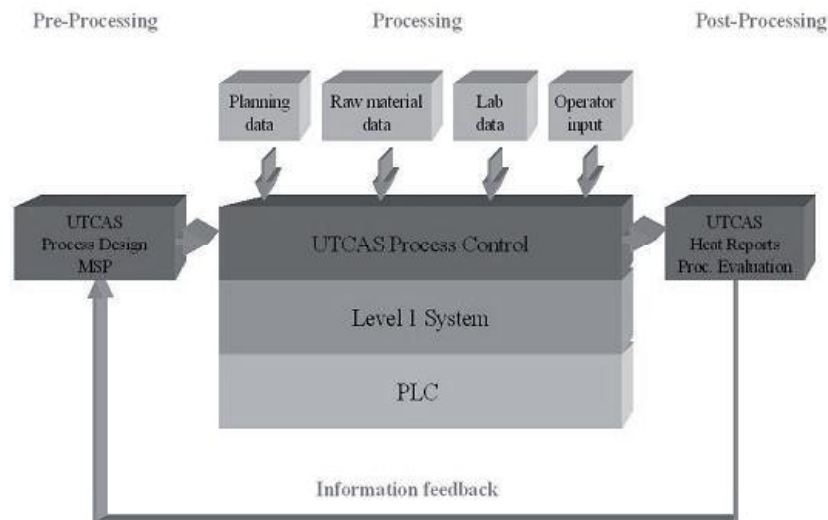 Pre-Processing
Processing
Post-Processing
Planning
data
Raw material
data
Lab
data
Operator
input
UTCAS
Process Design
MSP
UTCAS Process Control
UTCAS
Heat Reports
Proc. Evaluation
Level 1 System
PLC
Information feedback